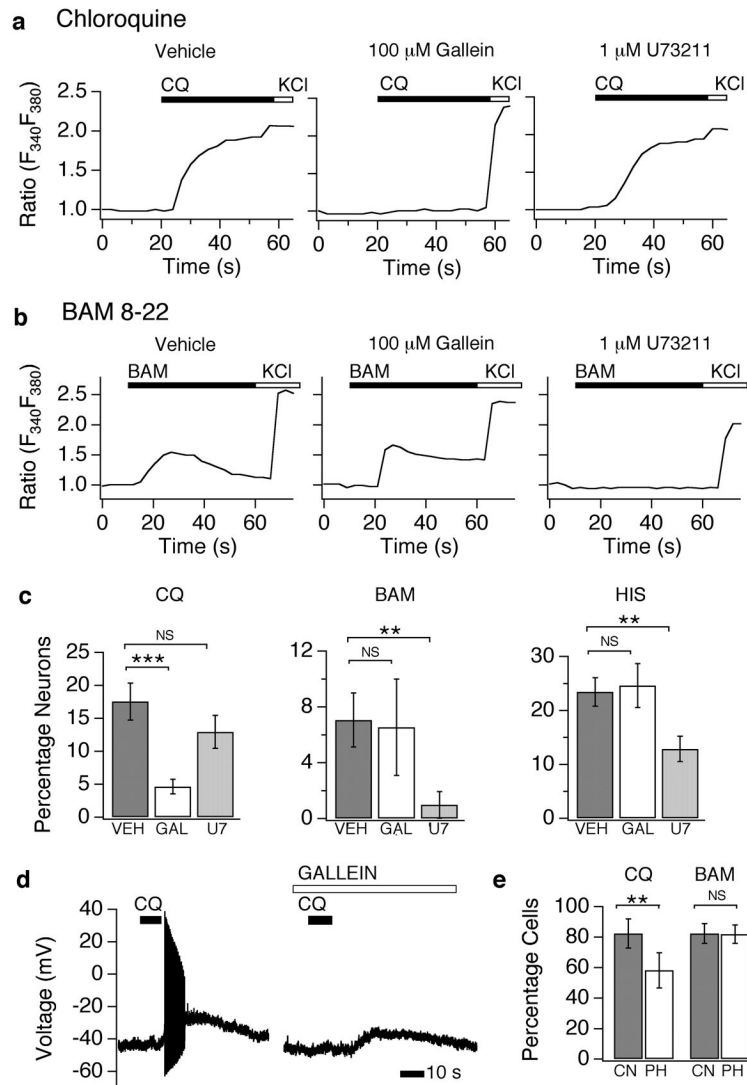 a Chloroquine
Vehicle 100 μM Gallein 1 μM U73211
CQ KCl CQ KCl CQ KCl
Ratio (F340F380)
2.5
2.0
1.5
1.0
0 20 40 60 0 20 40 60 0 20 40 60
Time (s) Time (s) Time (s)
b BAM 8-22
Vehicle 100 μM Gallein 1 μM U73211
BAM KCl BAM KCl BAM KCl
Ratio (F340F380)
2.5
2.0
1.5
1.0
0 20 40 60 0 20 40 60 0 20 40 60
Time (s) Time (s) Time (s)
c CQ BAM HIS
Percentage Neurons
NS
***
25
20
15
10
5
0
VEH GAL U7
**
NS
12
9
6
3
0
VEH GAL U7
**
NS
30
20
10
0
VEH GAL U7
d
GALLEIN
CQ CQ
Voltage (mV)
40
20
0
-20
-40
-60
10 s
e CQ BAM
Percentage Cells
** NS
100
80
60
40
20
0
CN PH CN PH